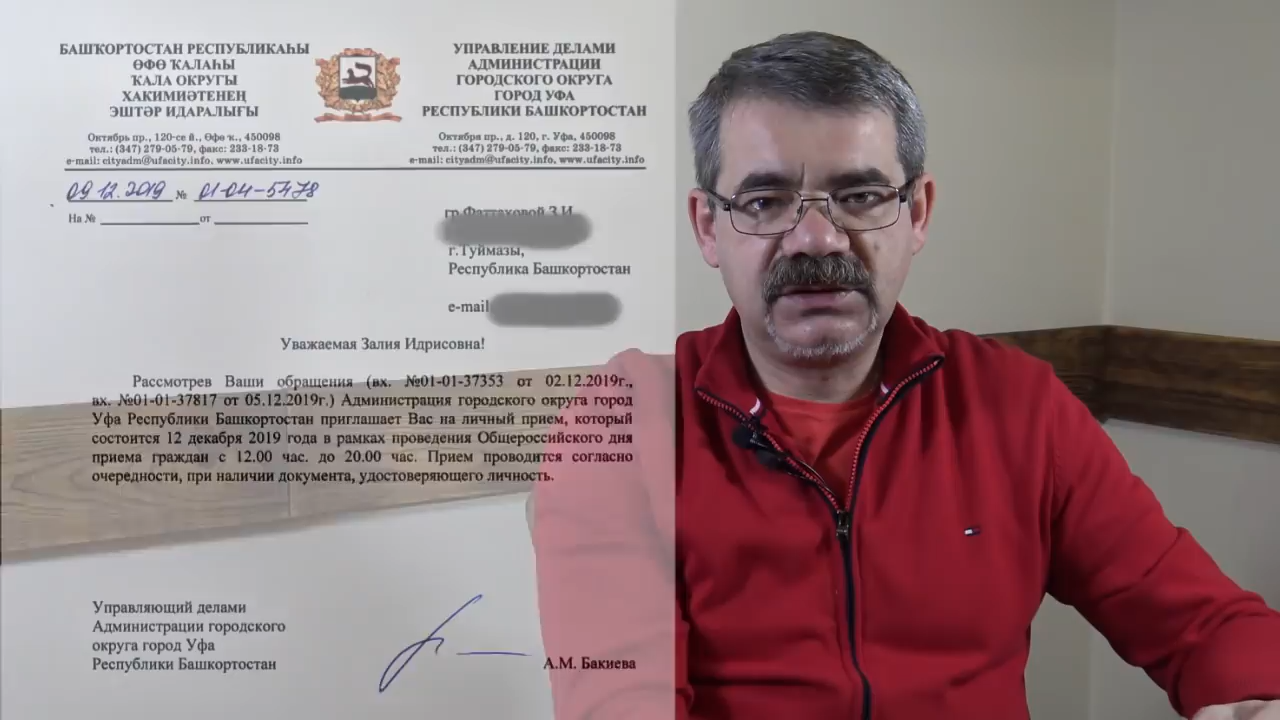 БАШҠОРТОСТАН РЕСПУБЛИКАҺЫ
ӨФӨ ҠАЛАҺЫ
ҠАЛА ОКРУГЫ
ХАКИМИӘТЕНЕҢ
ЭШТӘР ИДАРАЛЫҒЫ
Октябрь пр., 120-се й., Өфө ҡ., 450098
тел.: (347) 279-05-79, факс: 233-18-73
e-mail: cityadm@ufacity.info, www.ufacity.info
УПРАВЛЕНИЕ ДЕЛАМИ
АДМИНИСТРАЦИИ
ГОРОДСКОГО ОКРУГА
ГОРОД УФА
РЕСПУБЛИКИ БАШКОРТОСТАН
Октября пр., д. 120, г. Уфа, 450098
тел.: (347) 279-05-79, факс: 233-18-73
e-mail: cityadm@ufacity.info, www.ufacity.info
09.12.2019 № 01-04-5478
На № от
гр.Фаттаховой З.И.
г.Туймазы,
Республика Башкортостан
e-mail
Уважаемая Залия Идрисовна!
Рассмотрев Ваши обращения (вх. №01-01-37353 от 02.12.2019г.,
вх. №01-01-37817 от 05.12.2019г.) Администрация городского округа город
Уфа Республики Башкортостан приглашает Вас на личный прием, который
состоится 12 декабря 2019 года в рамках проведения Общероссийского дня
приема граждан с 12.00 час. до 20.00 час. Прием проводится согласно
очередности, при наличии документа, удостоверяющего личность.
Управляющий делами
Администрации городского
округа город Уфа
Республики Башкортостан
А.М. Бакиева